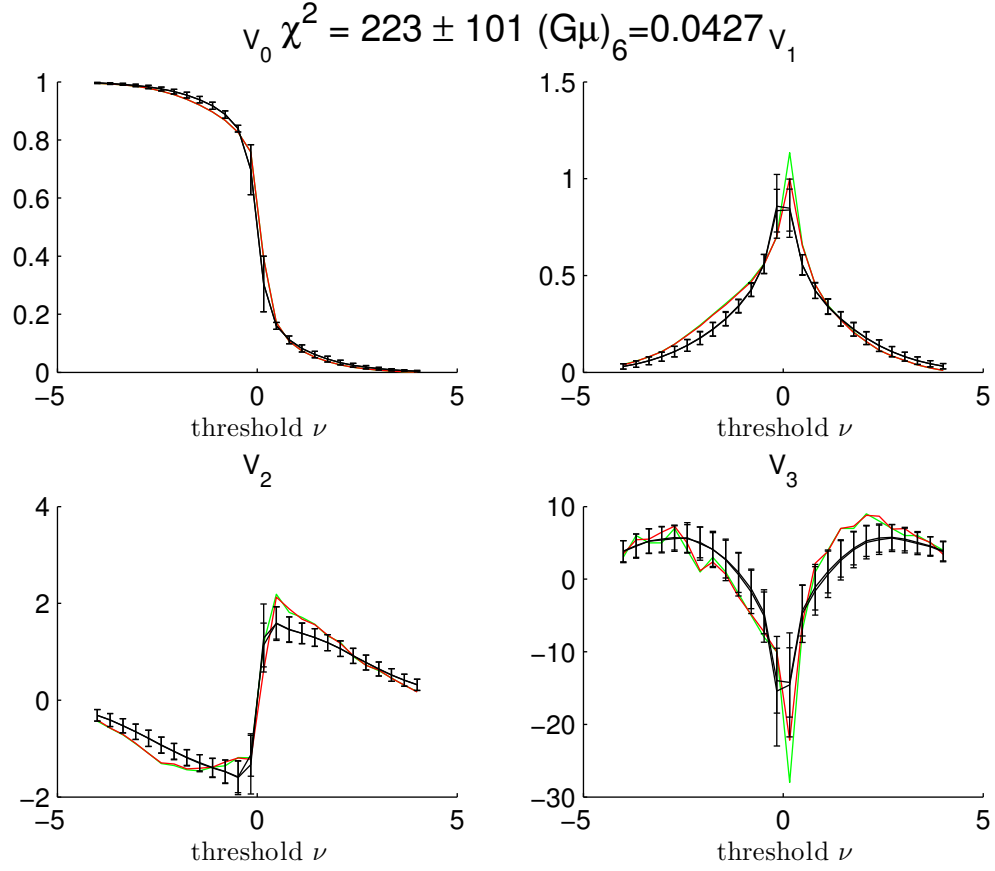 V₀ χ² = 223 ± 101 (Gμ)₆=0.0427 V₁
1
0.8
0.6
0.4
0.2
0
−5 0 5
threshold ν
1.5
1
0.5
0
−5 0 5
threshold ν
V₂
4
2
0
−2
−5 0 5
threshold ν
V₃
10
0
−10
−20
−30
−5 0 5
threshold ν